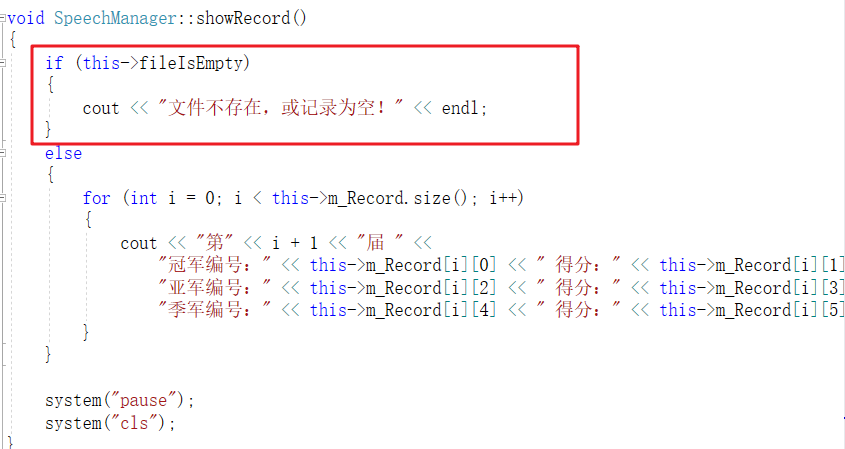 void SpeechManager::showRecord()
{
    if (this->fileIsEmpty)
    {
        cout << "文件不存在，或记录为空！" << endl;
    }
    else
    {
        for (int i = 0; i < this->m_Record.size(); i++)
        {
            cout << "第" << i + 1 << "届 " <<
                "冠军编号：" << this->m_Record[i][0] << " 得分：" << this->m_Record[i][1]
                "亚军编号：" << this->m_Record[i][2] << " 得分：" << this->m_Record[i][3]
                "季军编号：" << this->m_Record[i][4] << " 得分：" << this->m_Record[i][5]
        }
    }
    system("pause");
    system("cls");
}